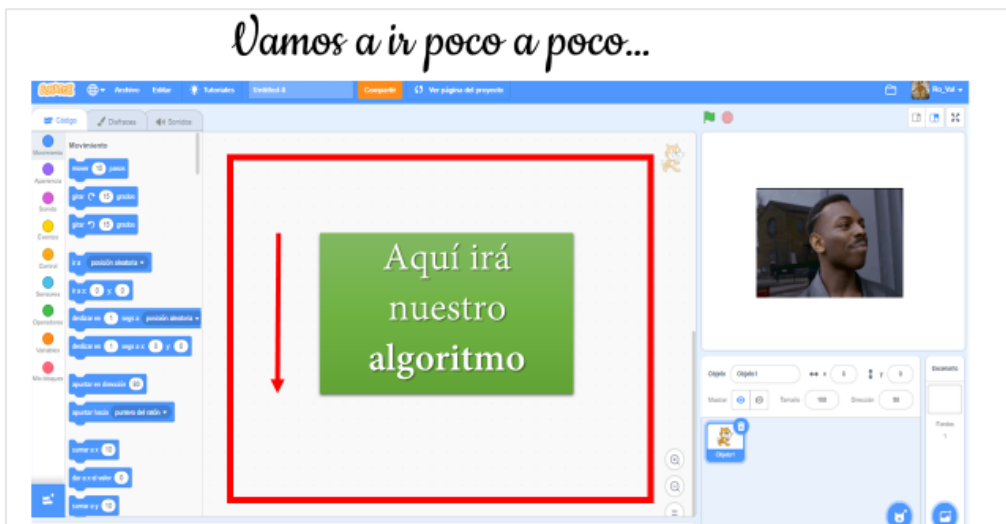 Vamos a ir poco a poco...
SCRATCH
Archivo Editar Tutoriales Untitled-8 Compartir Ver página del proyecto Ro_Val
Código Disfraces Sonidos
Movimiento
Movimiento
Apariencia
Sonido
Eventos
Control
Sensores
Operadores
Variables
Mis bloques
mover 10 pasos
girar 15 grados
girar 15 grados
ir a posición aleatoria
ir a x: 0 y: 0
deslizar en 1 segs a posición aleatoria
deslizar en 1 segs a x: 0 y: 0
apuntar en dirección 90
apuntar hacia puntero del ratón
sumar a x 10
dar a x el valor 0
sumar a y 10
Aquí irá
nuestro
algoritmo
Objeto Objeto1 x 0 y 0
Mostrar Tamaño 100 Dirección 90
Objeto1
Escenario
Fondos
1